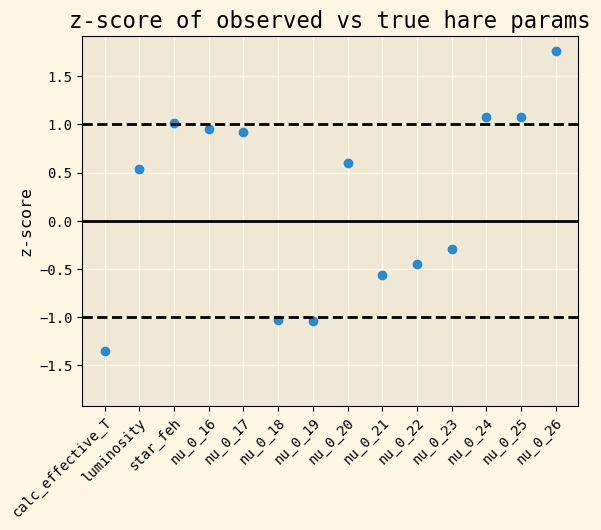 z-score of observed vs true hare params
z-score
1.5
1.0
0.5
0.0
−0.5
−1.0
−1.5
calc_effective_T
luminosity
star_feh
nu_0_16
nu_0_17
nu_0_18
nu_0_19
nu_0_20
nu_0_21
nu_0_22
nu_0_23
nu_0_24
nu_0_25
nu_0_26